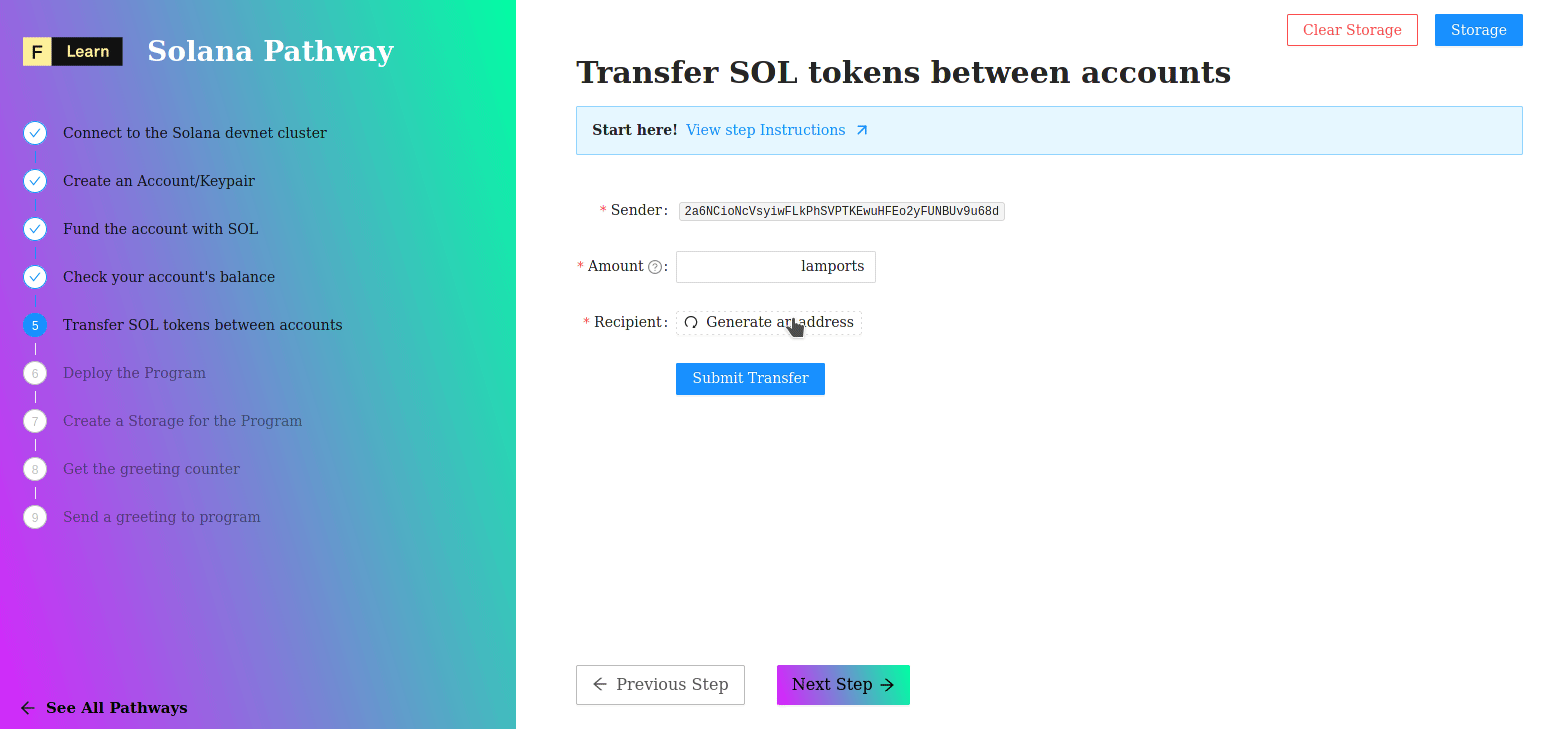 F Learn Solana Pathway
Connect to the Solana devnet cluster
Create an Account/Keypair
Fund the account with SOL
Check your account's balance
5 Transfer SOL tokens between accounts
6 Deploy the Program
7 Create a Storage for the Program
8 Get the greeting counter
9 Send a greeting to program
See All Pathways
Clear Storage Storage
Transfer SOL tokens between accounts
Start here! View step Instructions
* Sender: 2a6NCioNcVsyiwFLkPhSVPTKEwuHFEo2yFUNBUv9u68d
* Amount ? : lamports
* Recipient: Generate an address
Submit Transfer
Previous Step Next Step